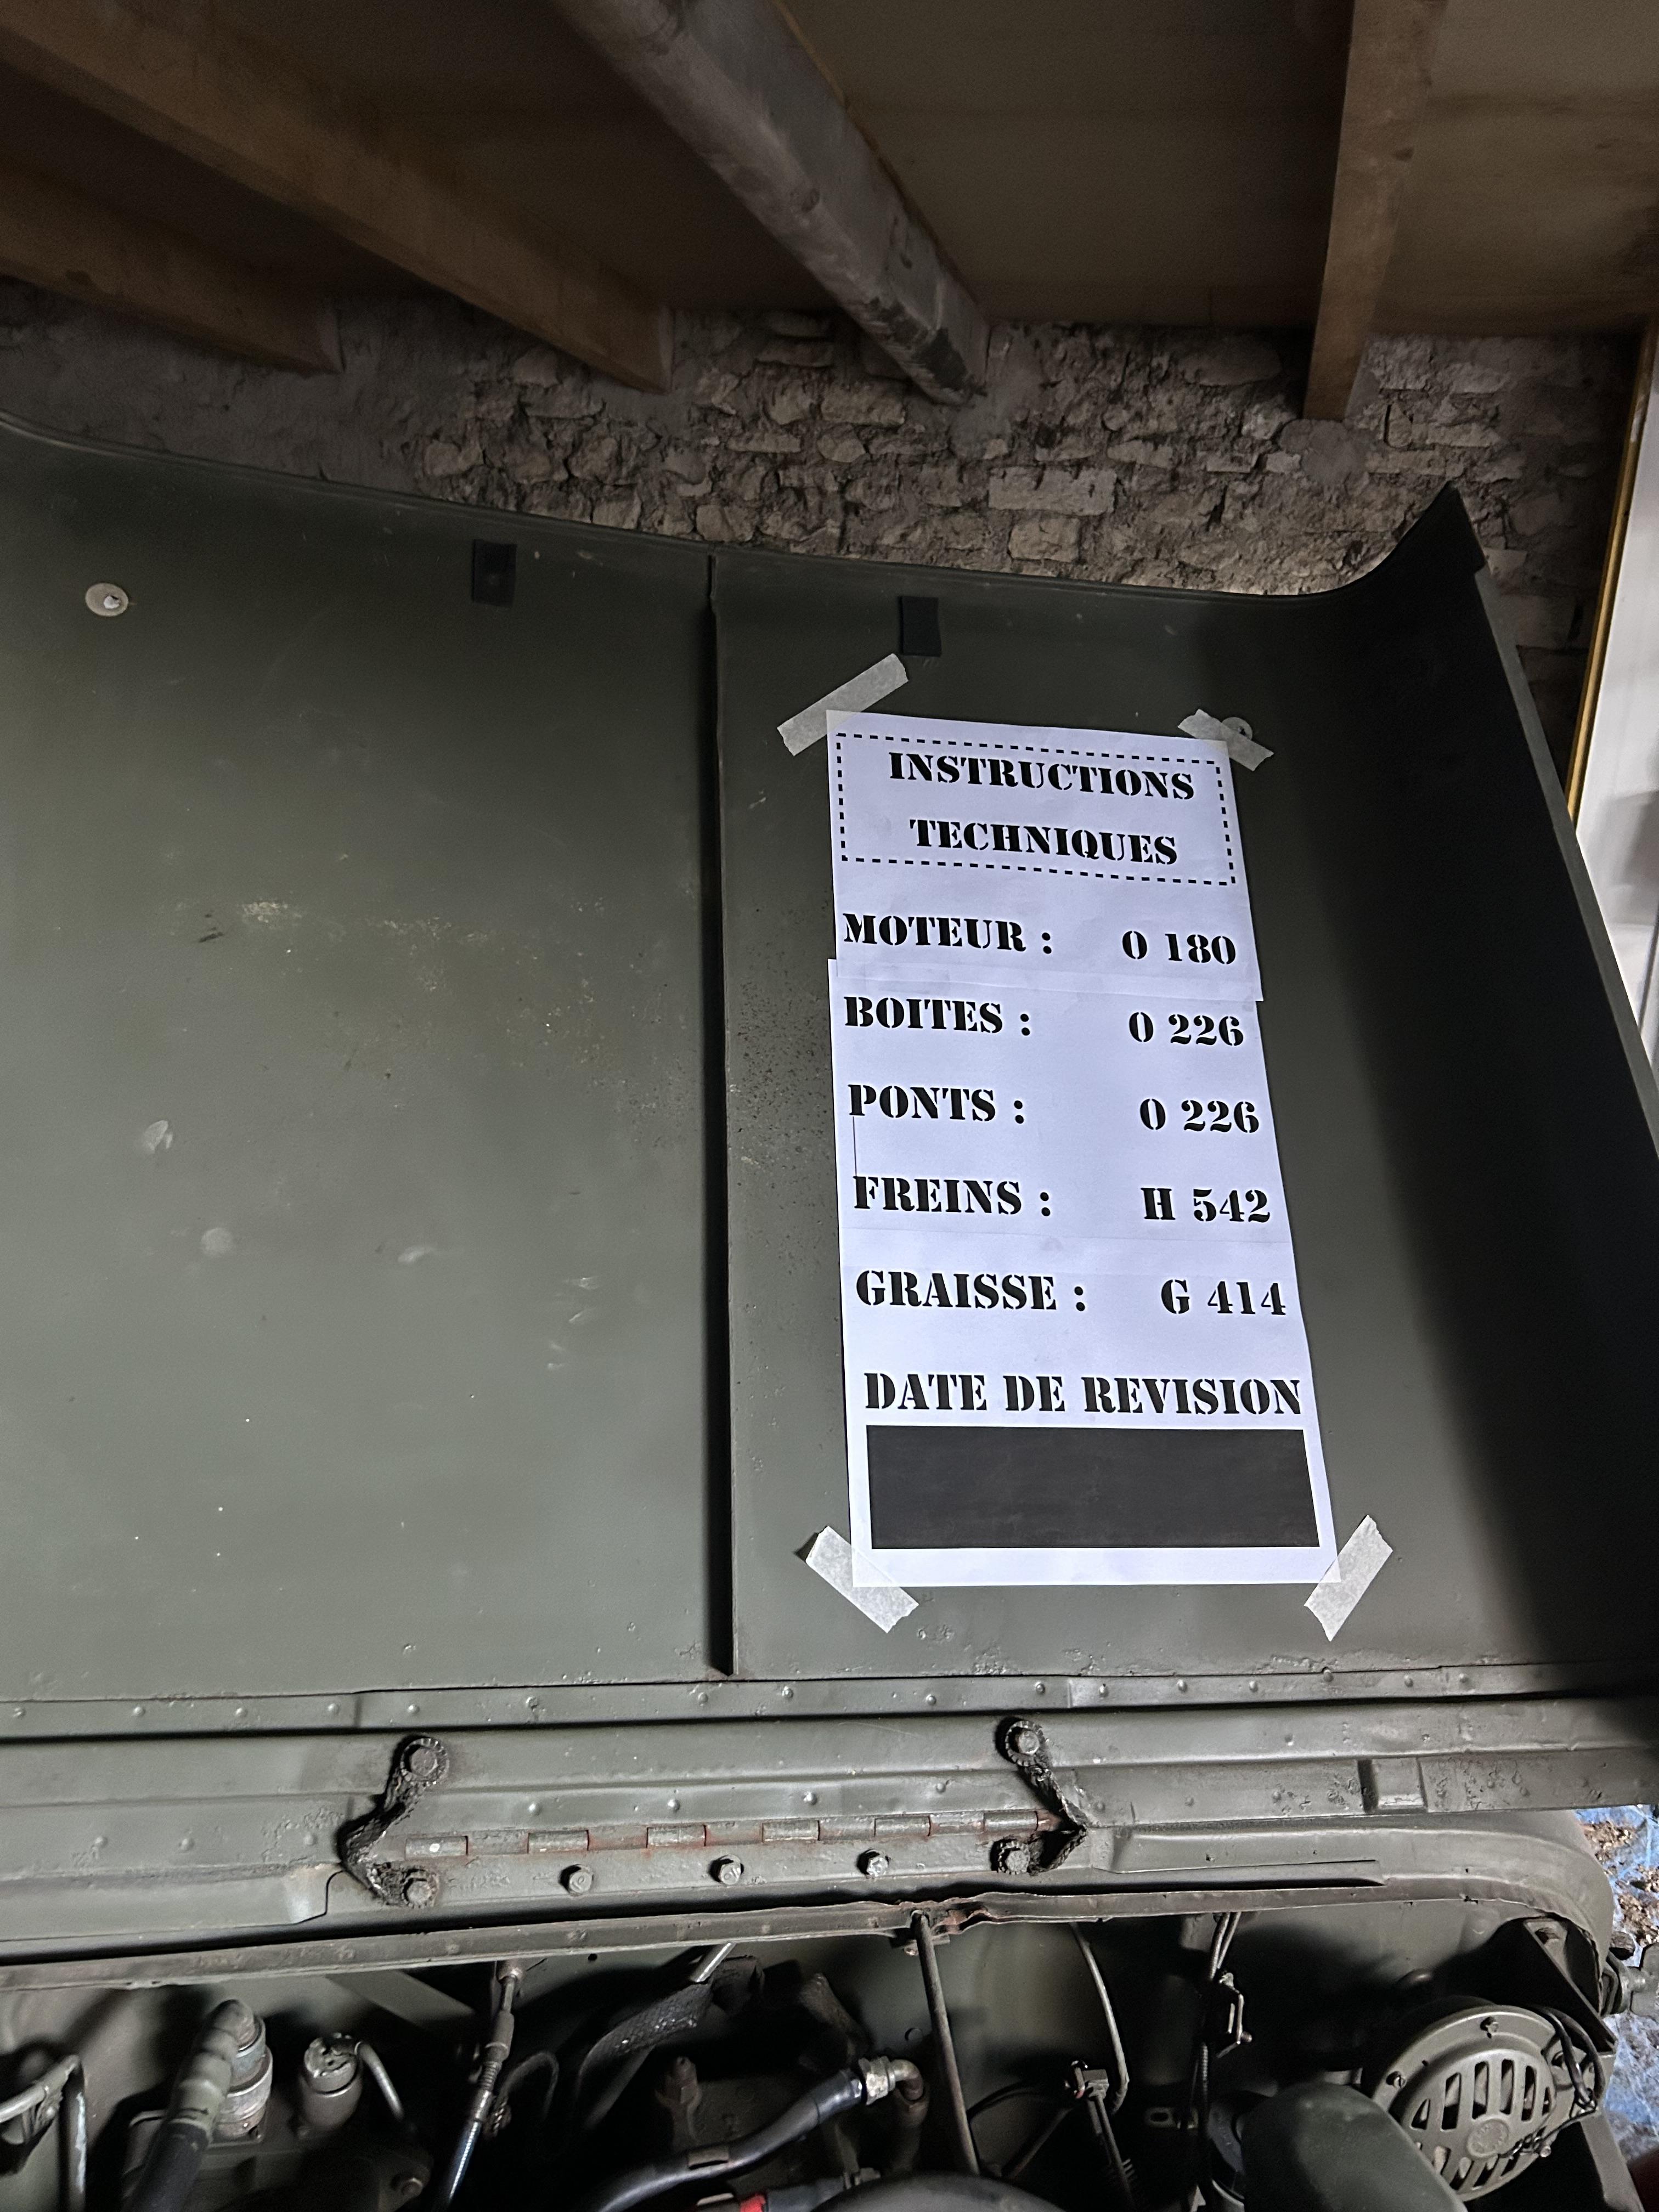 INSTRUCTIONS
TECHNIQUES
MOTEUR : O 180
BOITES : O 226
PONTS : O 226
FREINS : H 542
GRAISSE : G 414
DATE DE REVISION